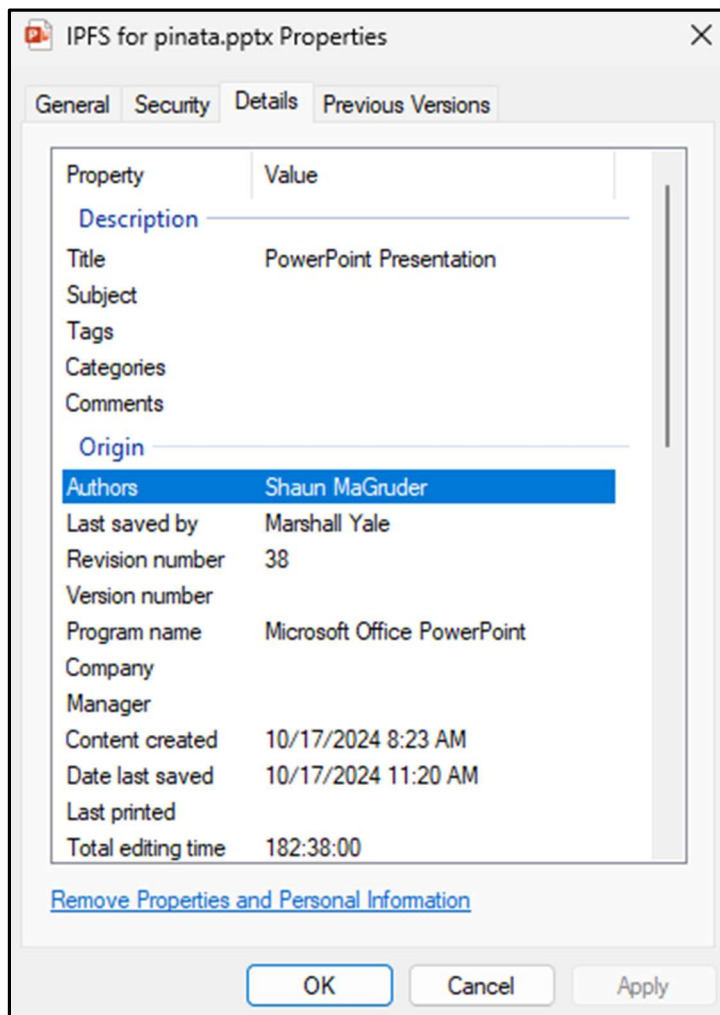 IPFS for pinata.pptx Properties
General Security Details Previous Versions
Property Value
Description
Title PowerPoint Presentation
Subject
Tags
Categories
Comments
Origin
Authors Shaun MaGruder
Last saved by Marshall Yale
Revision number 38
Version number
Program name Microsoft Office PowerPoint
Company
Manager
Content created 10/17/2024 8:23 AM
Date last saved 10/17/2024 11:20 AM
Last printed
Total editing time 182:38:00
Remove Properties and Personal Information
OK Cancel Apply